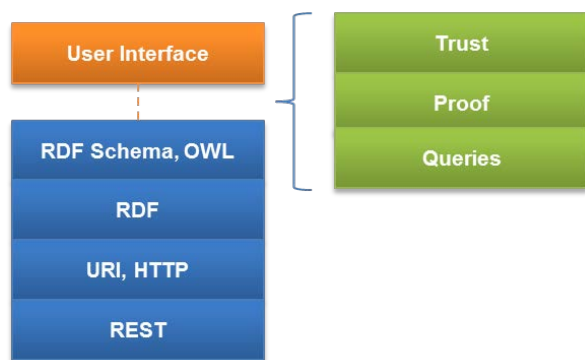 User Interface
RDF Schema, OWL
RDF
URI, HTTP
REST
Trust
Proof
Queries